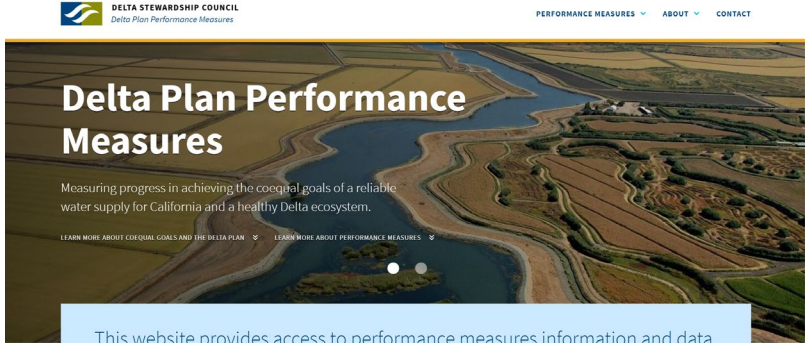 DELTA STEWARDSHIP COUNCIL
Delta Plan Performance Measures
PERFORMANCE MEASURES
ABOUT
CONTACT
Delta Plan Performance
Measures
Measuring progress in achieving the coequal goals of a reliable
water supply for California and a healthy Delta ecosystem.
LEARN MORE ABOUT COEQUAL GOALS AND THE DELTA PLAN
LEARN MORE ABOUT PERFORMANCE MEASURES
This website provides access to performance measures information and data